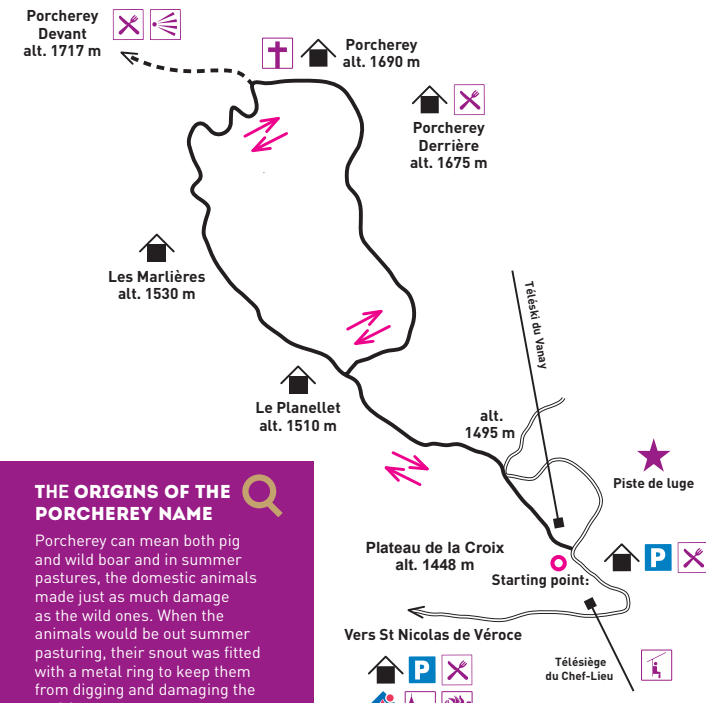 Porcherey
Devant
alt. 1717 m
Porcherey
alt. 1690 m
Porcherey
Derrière
alt. 1675 m
Les Marlières
alt. 1530 m
Téléski du Vanay
Le Planellet
alt. 1510 m
alt.
1495 m
Piste de luge
THE ORIGINS OF THE
PORCHEREY NAME
Porcherey can mean both pig
and wild boar and in summer
pastures, the domestic animals
made just as much damage
as the wild ones. When the
animals would be out summer
pasturing, their snout was fitted
with a metal ring to keep them
from digging and damaging the
Plateau de la Croix
alt. 1448 m
Starting point:
P
Vers St Nicolas de Véroce
P
Télésiège
du Chef-Lieu